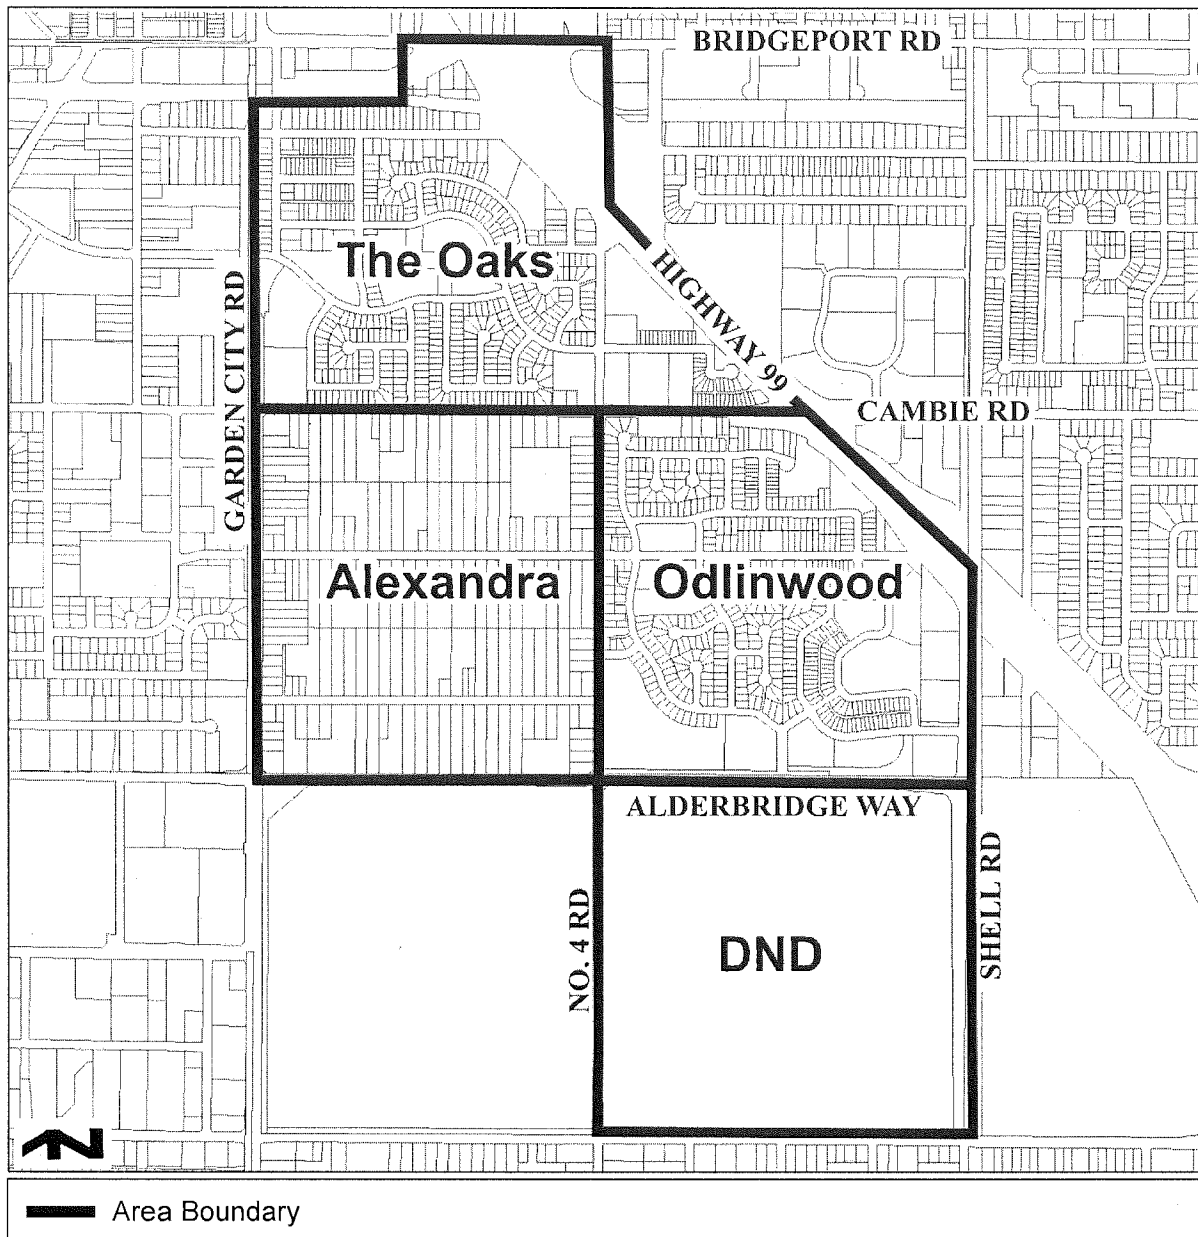 BRIDGEPORT RD
The Oaks
HIGHWAY 99
GARDEN CITY RD
CAMBIE RD
Alexandra
Odlinwood
ALDERBRIDGE WAY
NO. 4 RD
DND
SHELL RD
N
Area Boundary